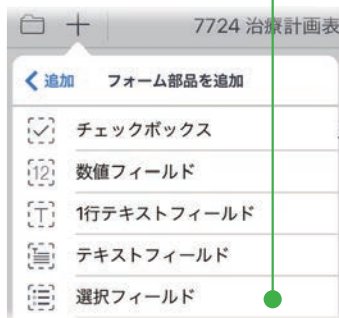 7724 治療計画表
追加 フォーム部品を追加
チェックボックス
12 数値フィールド
T 1行テキストフィールド
T テキストフィールド
選択フィールド